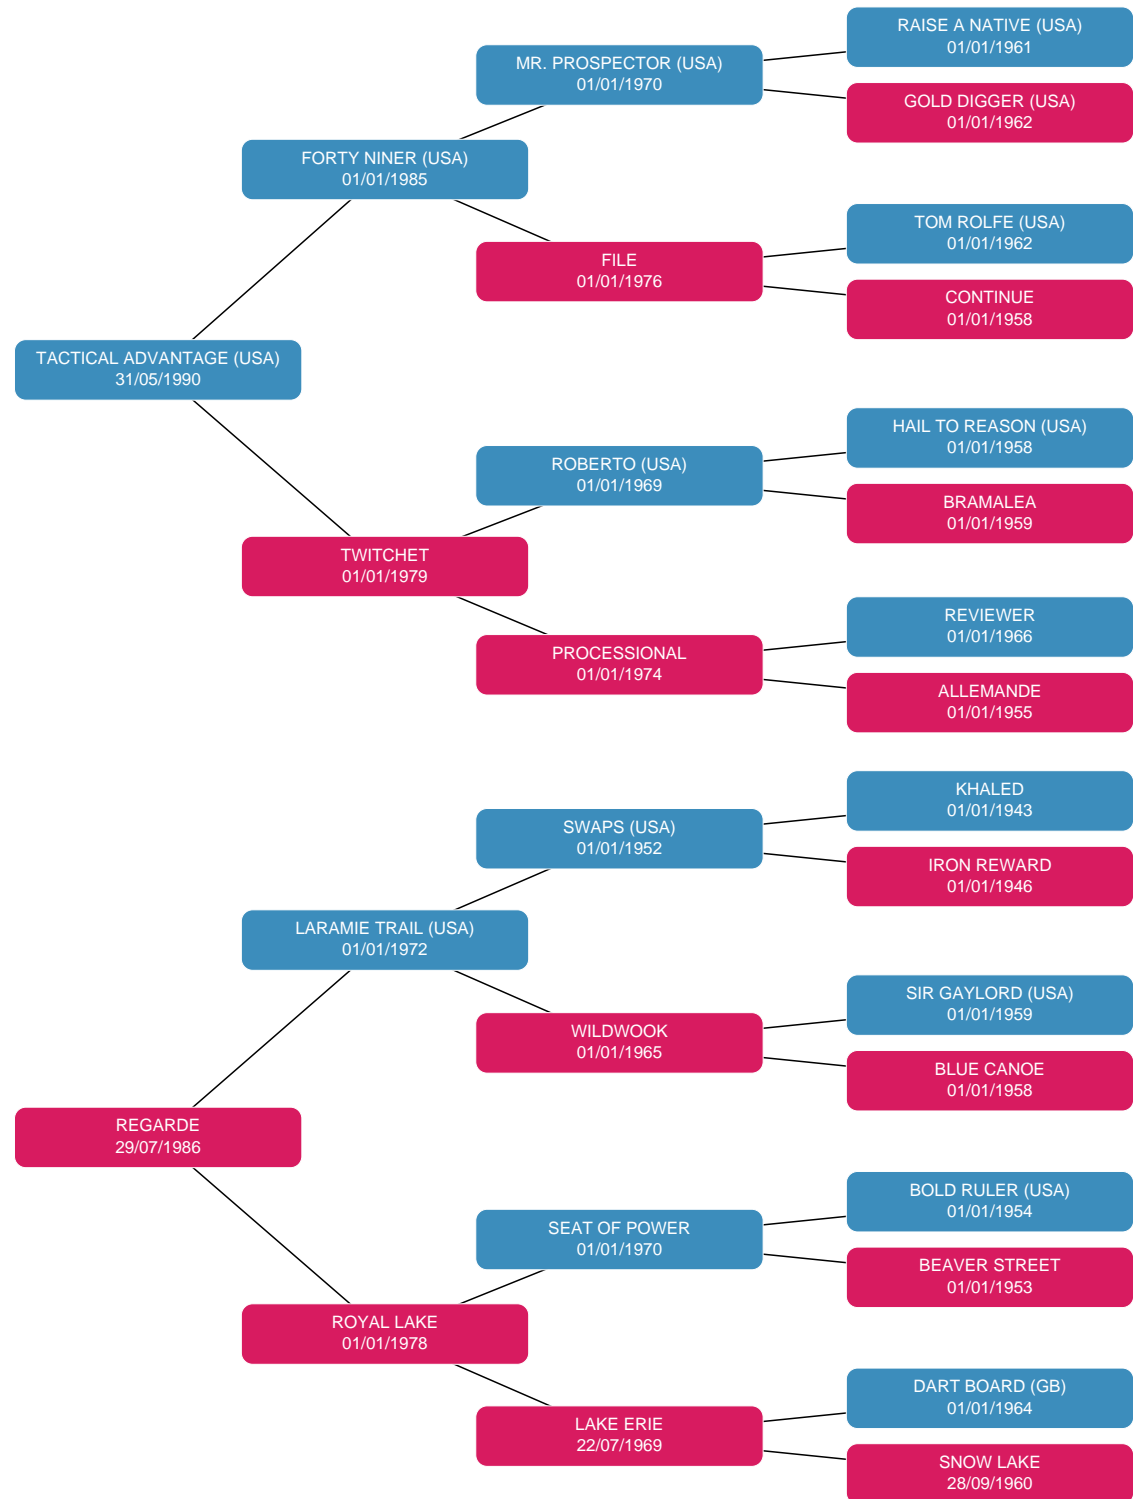 RAISE A NATIVE (USA)
01/01/1961
MR. PROSPECTOR (USA)
01/01/1970
GOLD DIGGER (USA)
01/01/1962
FORTY NINER (USA)
01/01/1985
TOM ROLFE (USA)
01/01/1962
FILE
01/01/1976
CONTINUE
01/01/1958
TACTICAL ADVANTAGE (USA)
31/05/1990
HAIL TO REASON (USA)
01/01/1958
ROBERTO (USA)
01/01/1969
BRAMALEA
01/01/1959
TWITCHET
01/01/1979
REVIEWER
01/01/1966
PROCESSIONAL
01/01/1974
ALLEMANDE
01/01/1955
KHALED
01/01/1943
SWAPS (USA)
01/01/1952
IRON REWARD
01/01/1946
LARAMIE TRAIL (USA)
01/01/1972
SIR GAYLORD (USA)
01/01/1959
WILDWOOK
01/01/1965
BLUE CANOE
01/01/1958
REGARDE
29/07/1986
BOLD RULER (USA)
01/01/1954
SEAT OF POWER
01/01/1970
BEAVER STREET
01/01/1953
ROYAL LAKE
01/01/1978
DART BOARD (GB)
01/01/1964
LAKE ERIE
22/07/1969
SNOW LAKE
28/09/1960